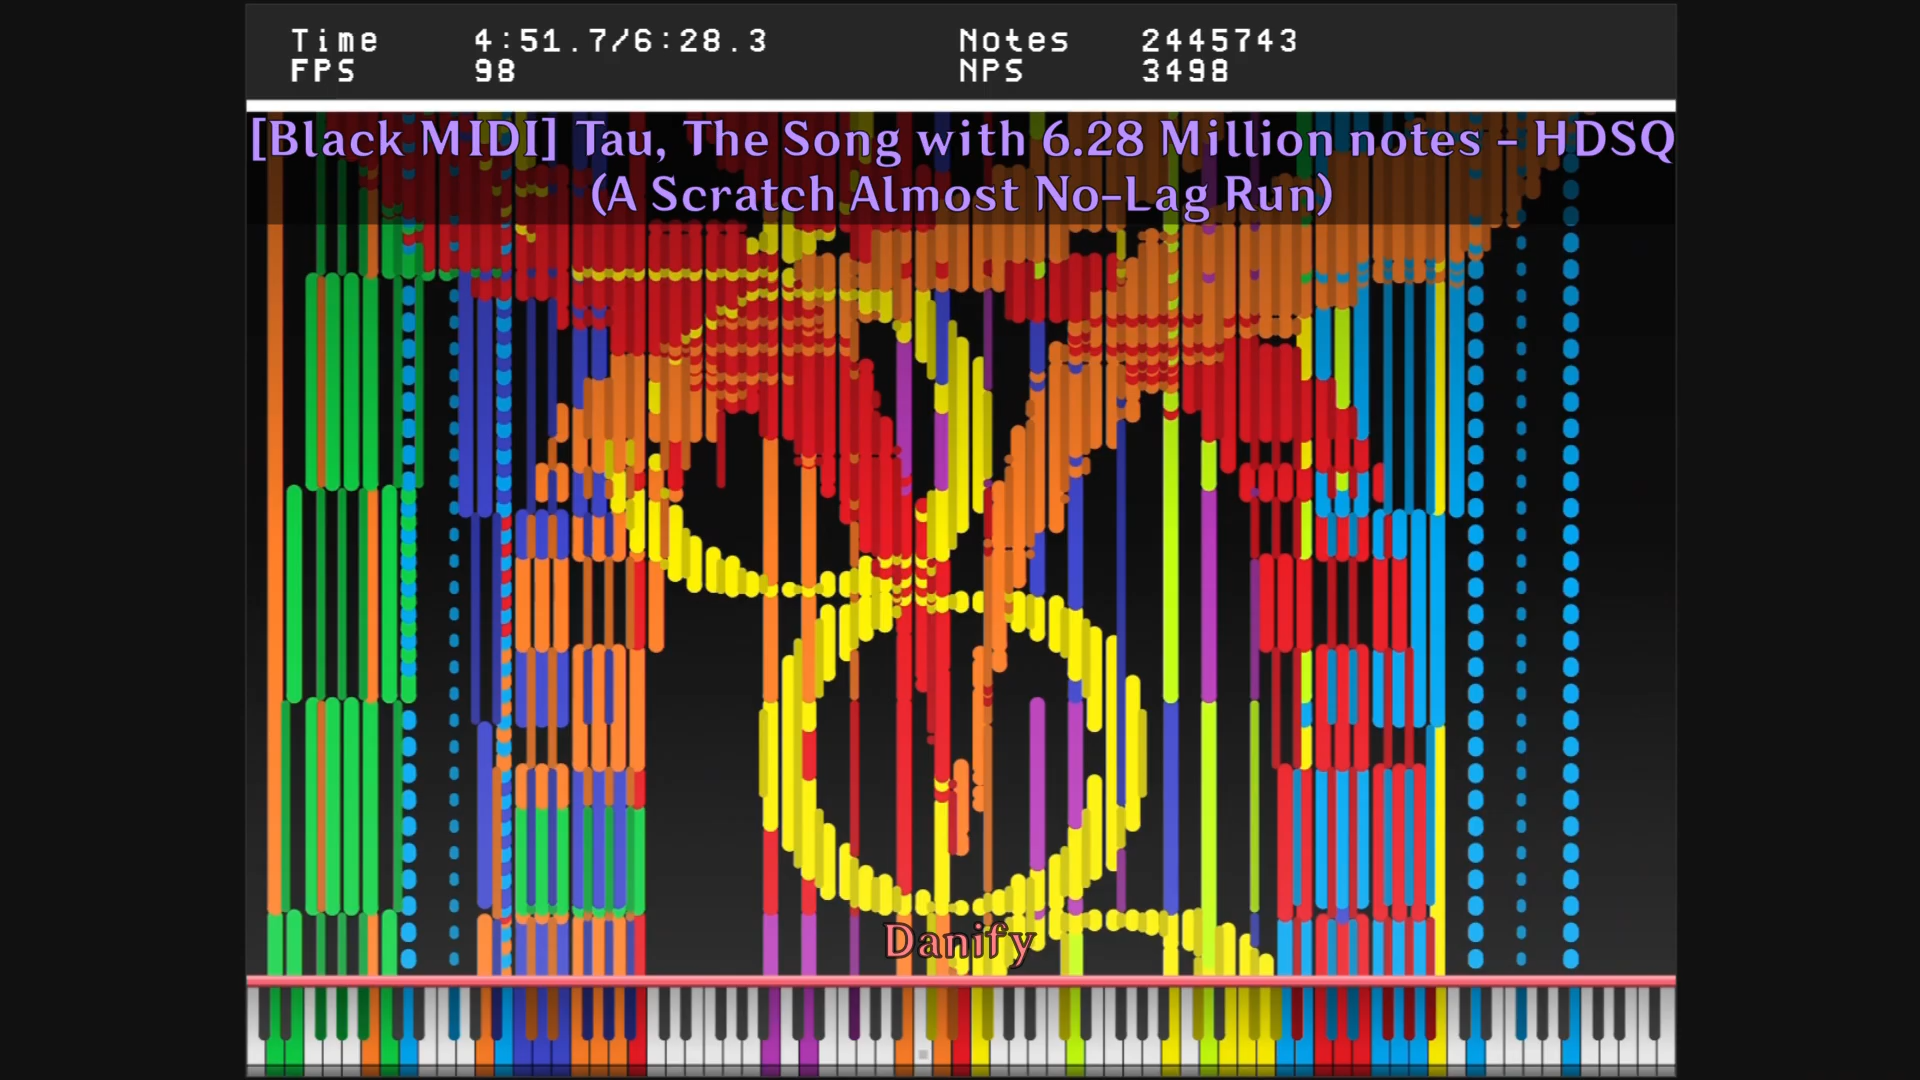 Time 4:51.7/6:28.3 Notes 2445743
FPS 98 NPS 3498
[Black MIDI] Tau, The Song with 6.28 Million notes - HDSQ
(A Scratch Almost No-Lag Run)
Danify